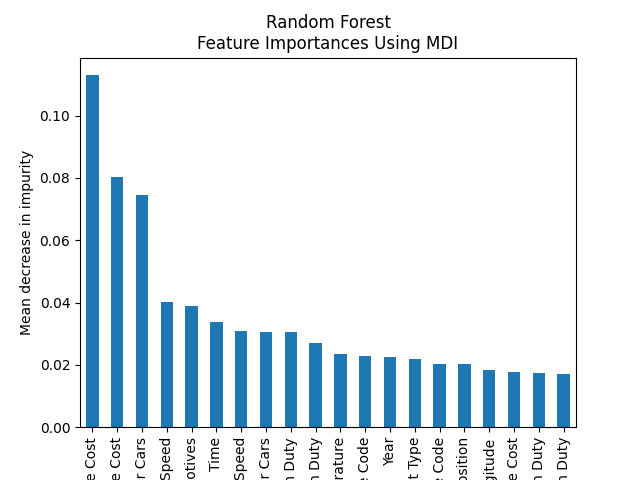 Random Forest
Feature Importances Using MDI
Mean decrease in impurity
0.10
0.08
0.06
0.04
0.02
0.00
e Cost
e Cost
r Cars
Speed
otives
Time
Speed
r Cars
n Duty
n Duty
rature
e Code
Year
t Type
e Code
osition
gitude
e Cost
n Duty
n Duty